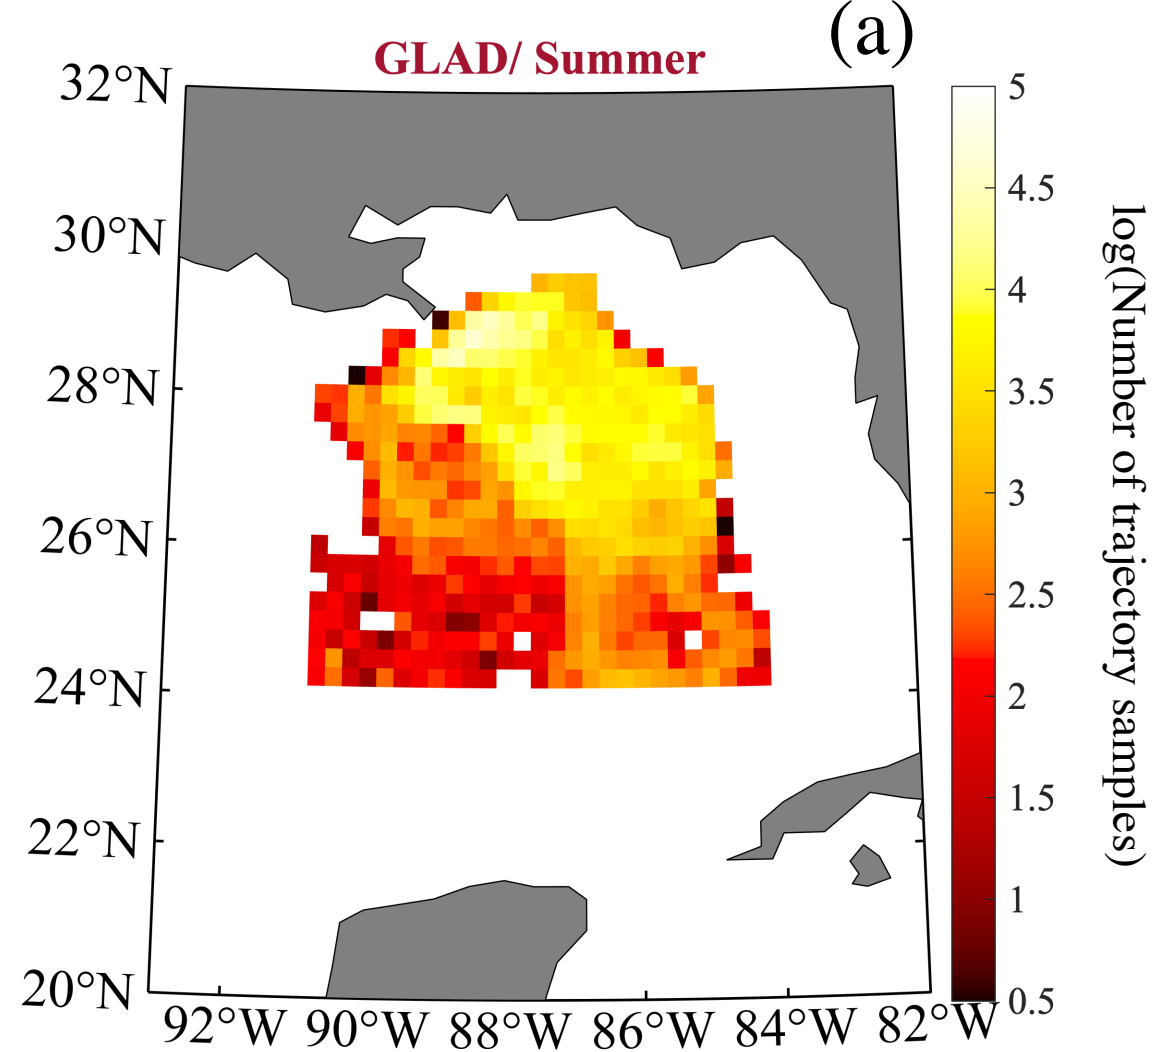 (a)
GLAD/ Summer
32°N
30°N
28°N
26°N
24°N
22°N
20°N
92°W 90°W 88°W 86°W 84°W 82°W
5
4.5
4
3.5
3
2.5
2
1.5
1
0.5
log(Number of trajectory samples)